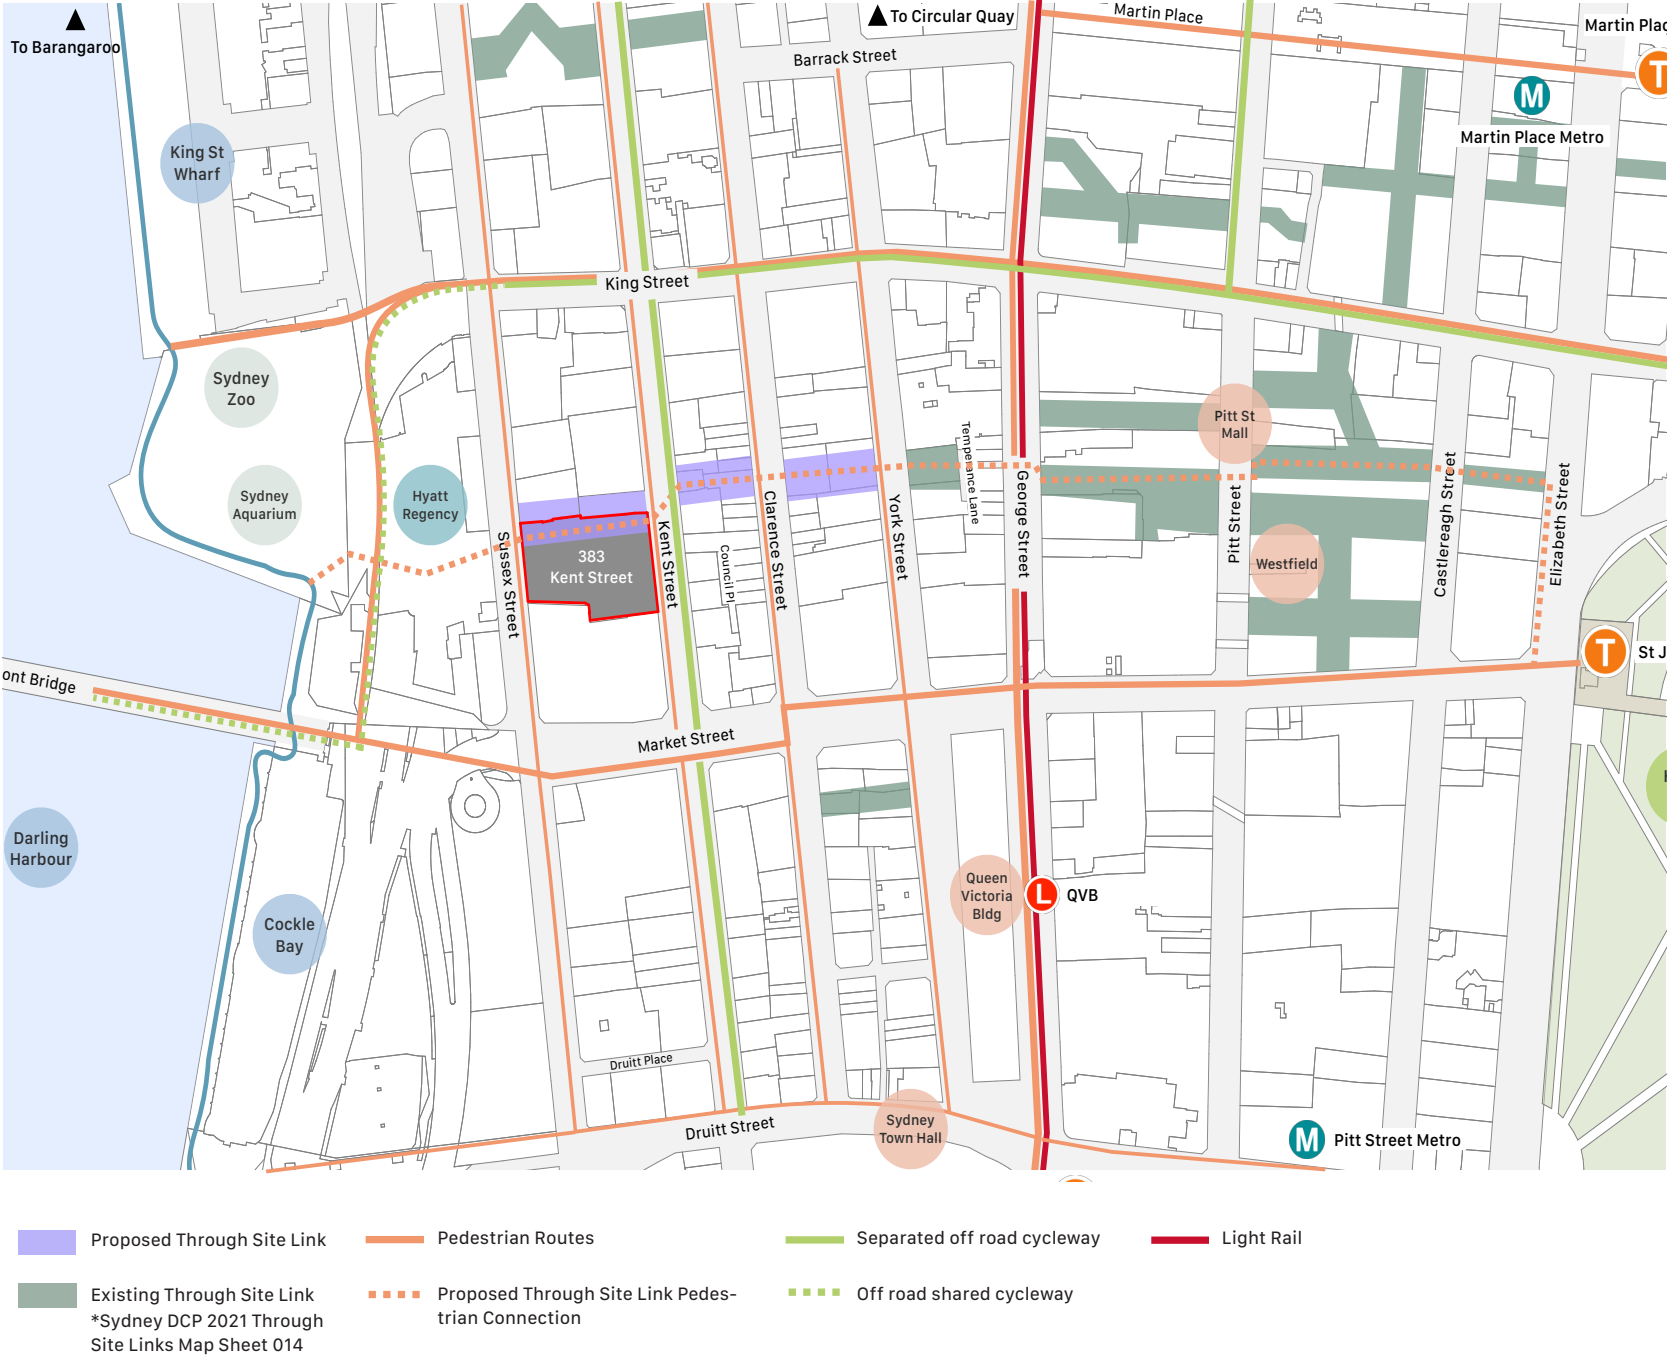 To Barangaroo
To Circular Quay
Martin Place
Martin Plac
Barrack Street
M
T
Martin Place Metro
King St
Wharf
King Street
Sydney
Zoo
Pitt St
Mall
Temperance Lane
Sydney
Aquarium
Hyatt
Regency
Sussex Street
383
Kent Street
Kent Street
Council Pl
Clarence Street
York Street
George Street
Pitt Street
Westfield
Castlereagh Street
Elizabeth Street
T
St J
ont Bridge
Market Street
Darling
Harbour
Cockle
Bay
Queen
Victoria
Bldg
L
QVB
Druitt Place
Druitt Street
Sydney
Town Hall
M
Pitt Street Metro
Proposed Through Site Link
Pedestrian Routes
Separated off road cycleway
Light Rail
Existing Through Site Link
*Sydney DCP 2021 Through
Site Links Map Sheet 014
Proposed Through Site Link Pedes-
trian Connection
Off road shared cycleway